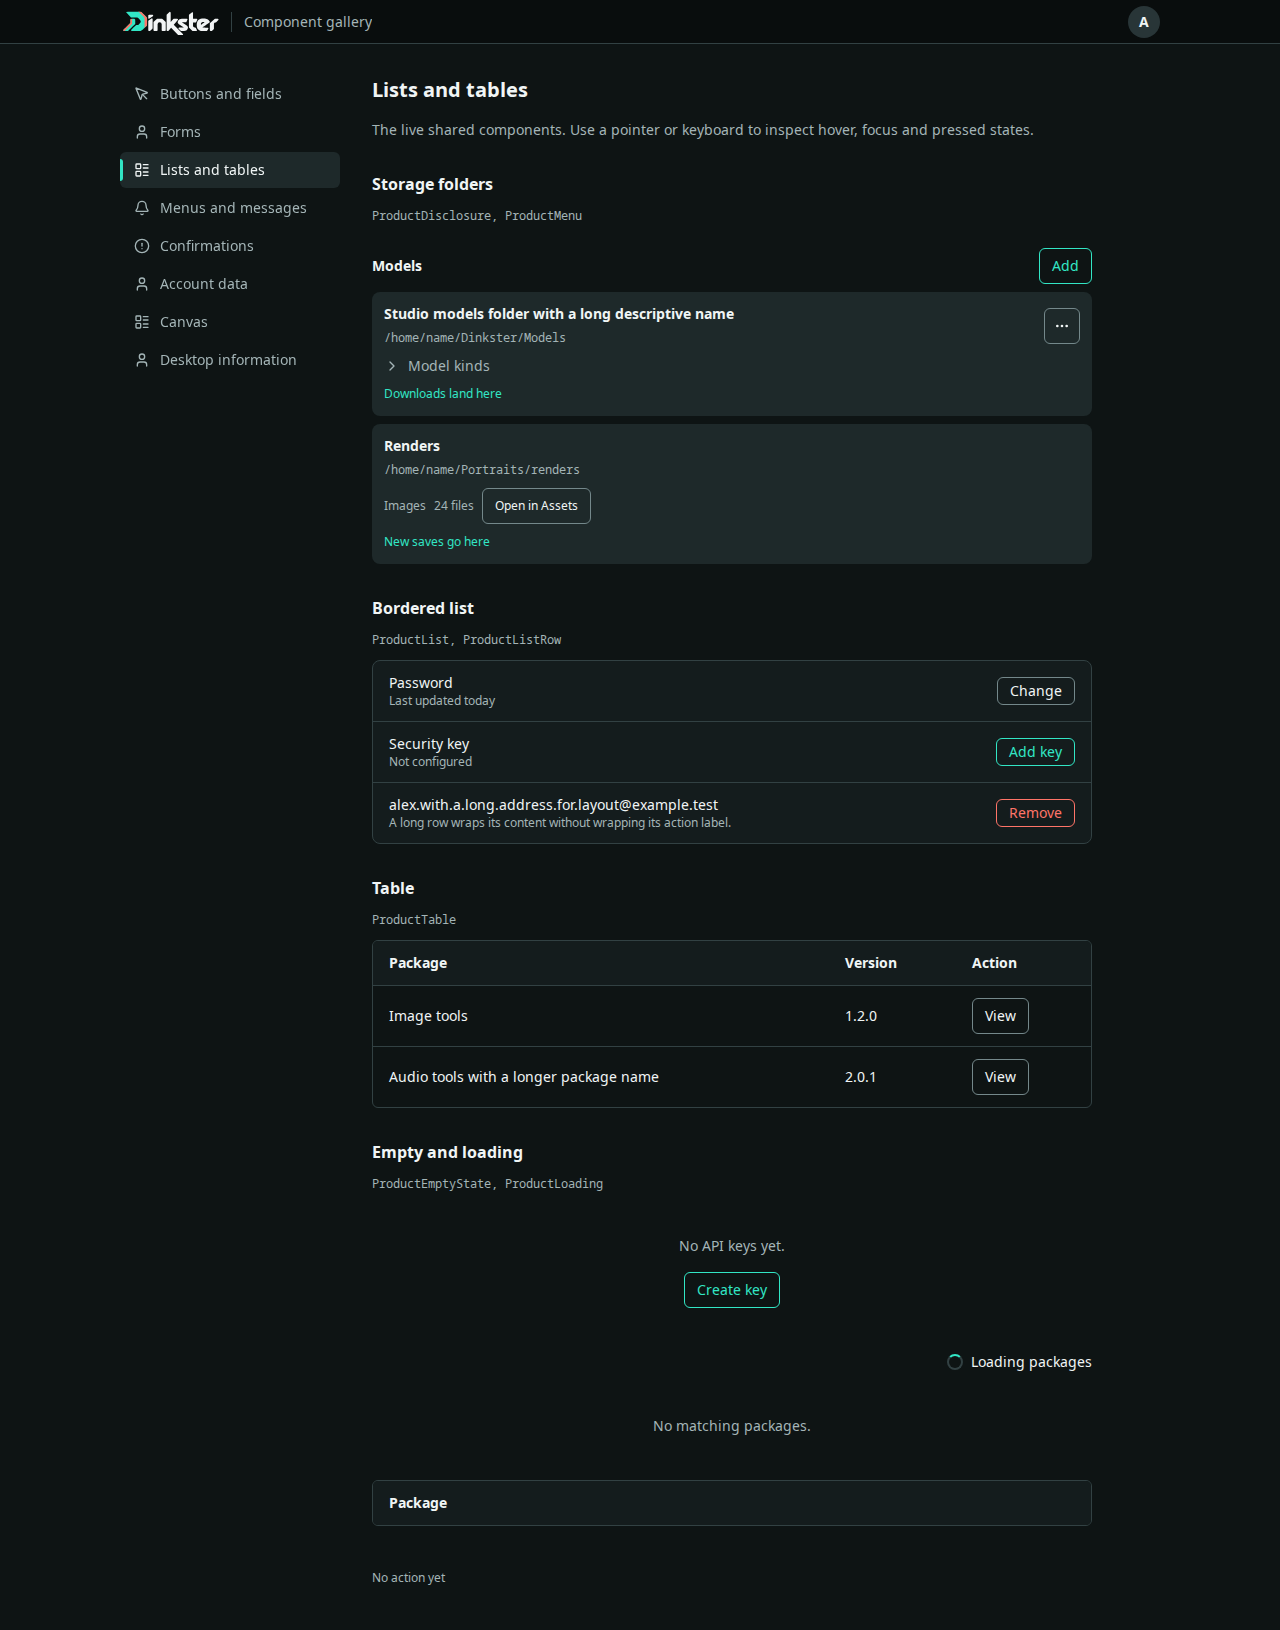 Dinkster
Component gallery
A
Buttons and fields
Forms
Lists and tables
Menus and messages
Confirmations
Account data
Canvas
Desktop information
Lists and tables
The live shared components. Use a pointer or keyboard to inspect hover, focus and pressed states.
Storage folders
ProductDisclosure, ProductMenu
Models
Add
Studio models folder with a long descriptive name
/home/name/Dinkster/Models
Model kinds
Downloads land here
Renders
/home/name/Portraits/renders
Images 24 files Open in Assets
New saves go here
Bordered list
ProductList, ProductListRow
Password
Last updated today
Change
Security key
Not configured
Add key
alex.with.a.long.address.for.layout@example.test
A long row wraps its content without wrapping its action label.
Remove
Table
ProductTable
Package Version Action
Image tools 1.2.0 View
Audio tools with a longer package name 2.0.1 View
Empty and loading
ProductEmptyState, ProductLoading
No API keys yet.
Create key
Loading packages
No matching packages.
Package
No action yet